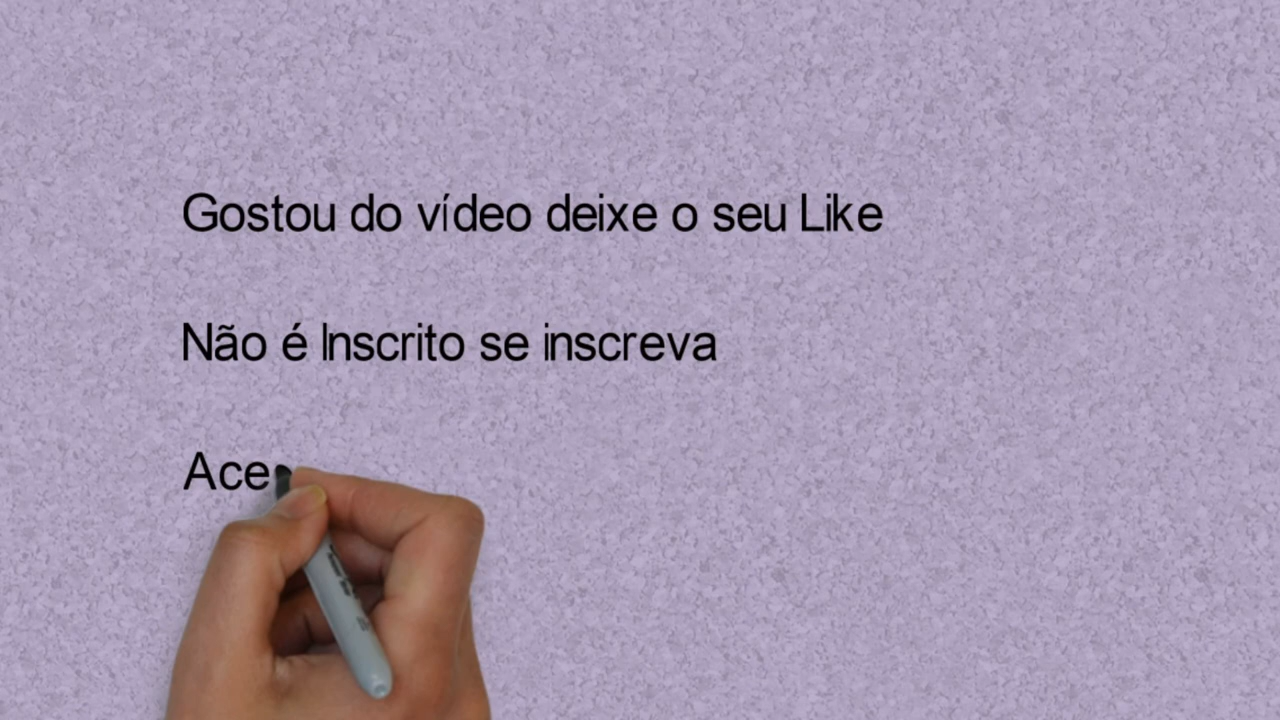 Gostou do vídeo deixe o seu Like
Não é Inscrito se inscreva
Ace